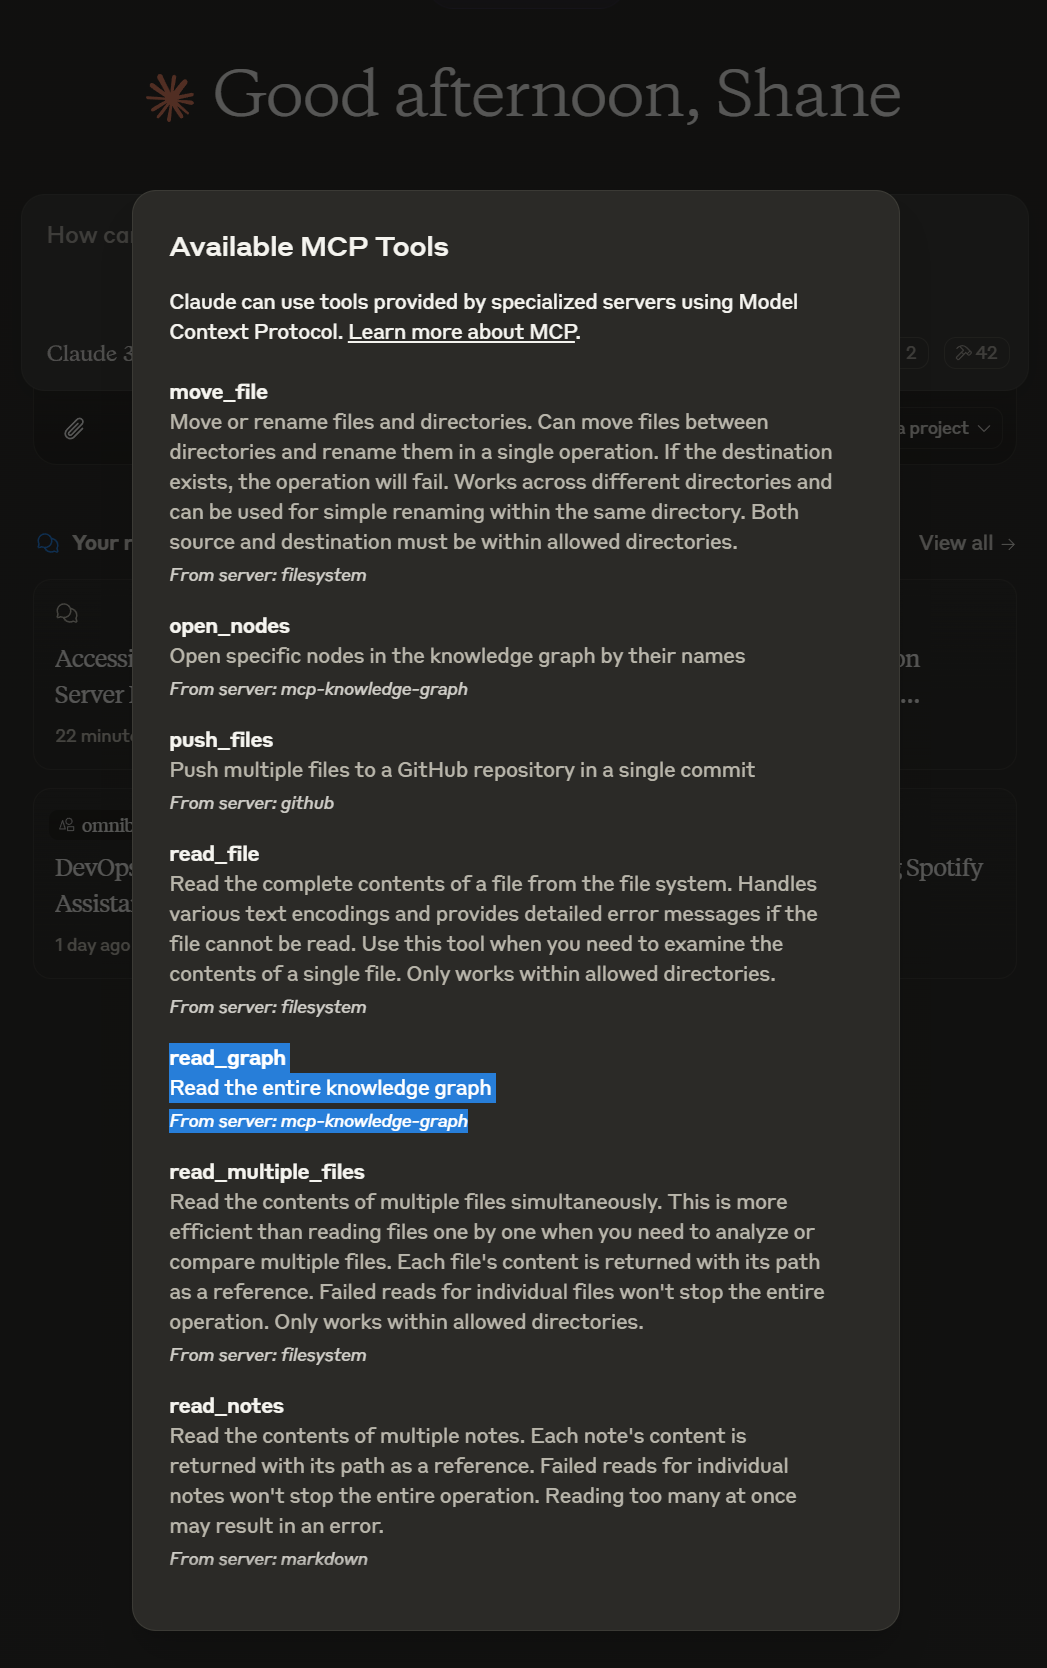 Good afternoon, Shane
How can
Available MCP Tools
Claude can use tools provided by specialized servers using Model
Context Protocol. Learn more about MCP.
Claude 3
2
42
move_file
Move or rename files and directories. Can move files between
directories and rename them in a single operation. If the destination
exists, the operation will fail. Works across different directories and
can be used for simple renaming within the same directory. Both
source and destination must be within allowed directories.
From server: filesystem
a project
Your r
View all →
open_nodes
Open specific nodes in the knowledge graph by their names
From server: mcp-knowledge-graph
Accessi
Server
on
...
22 minute
push_files
Push multiple files to a GitHub repository in a single commit
From server: github
omnib
DevOps
Assista
1 day ago
g Spotify
read_file
Read the complete contents of a file from the file system. Handles
various text encodings and provides detailed error messages if the
file cannot be read. Use this tool when you need to examine the
contents of a single file. Only works within allowed directories.
From server: filesystem
read_graph
Read the entire knowledge graph
From server: mcp-knowledge-graph
read_multiple_files
Read the contents of multiple files simultaneously. This is more
efficient than reading files one by one when you need to analyze or
compare multiple files. Each file's content is returned with its path
as a reference. Failed reads for individual files won't stop the entire
operation. Only works within allowed directories.
From server: filesystem
read_notes
Read the contents of multiple notes. Each note's content is
returned with its path as a reference. Failed reads for individual
notes won't stop the entire operation. Reading too many at once
may result in an error.
From server: markdown